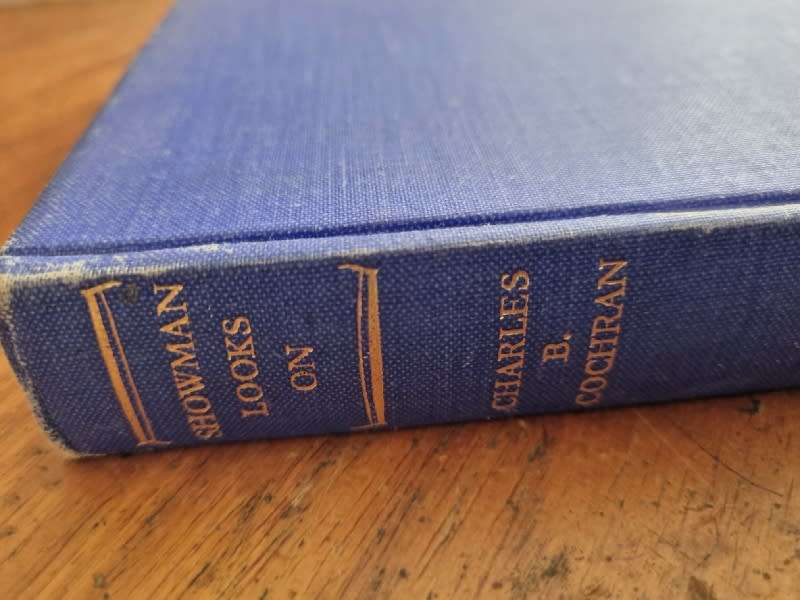 SHOWMAN
LOOKS
ON
CHARLES
B.
COCHRAN